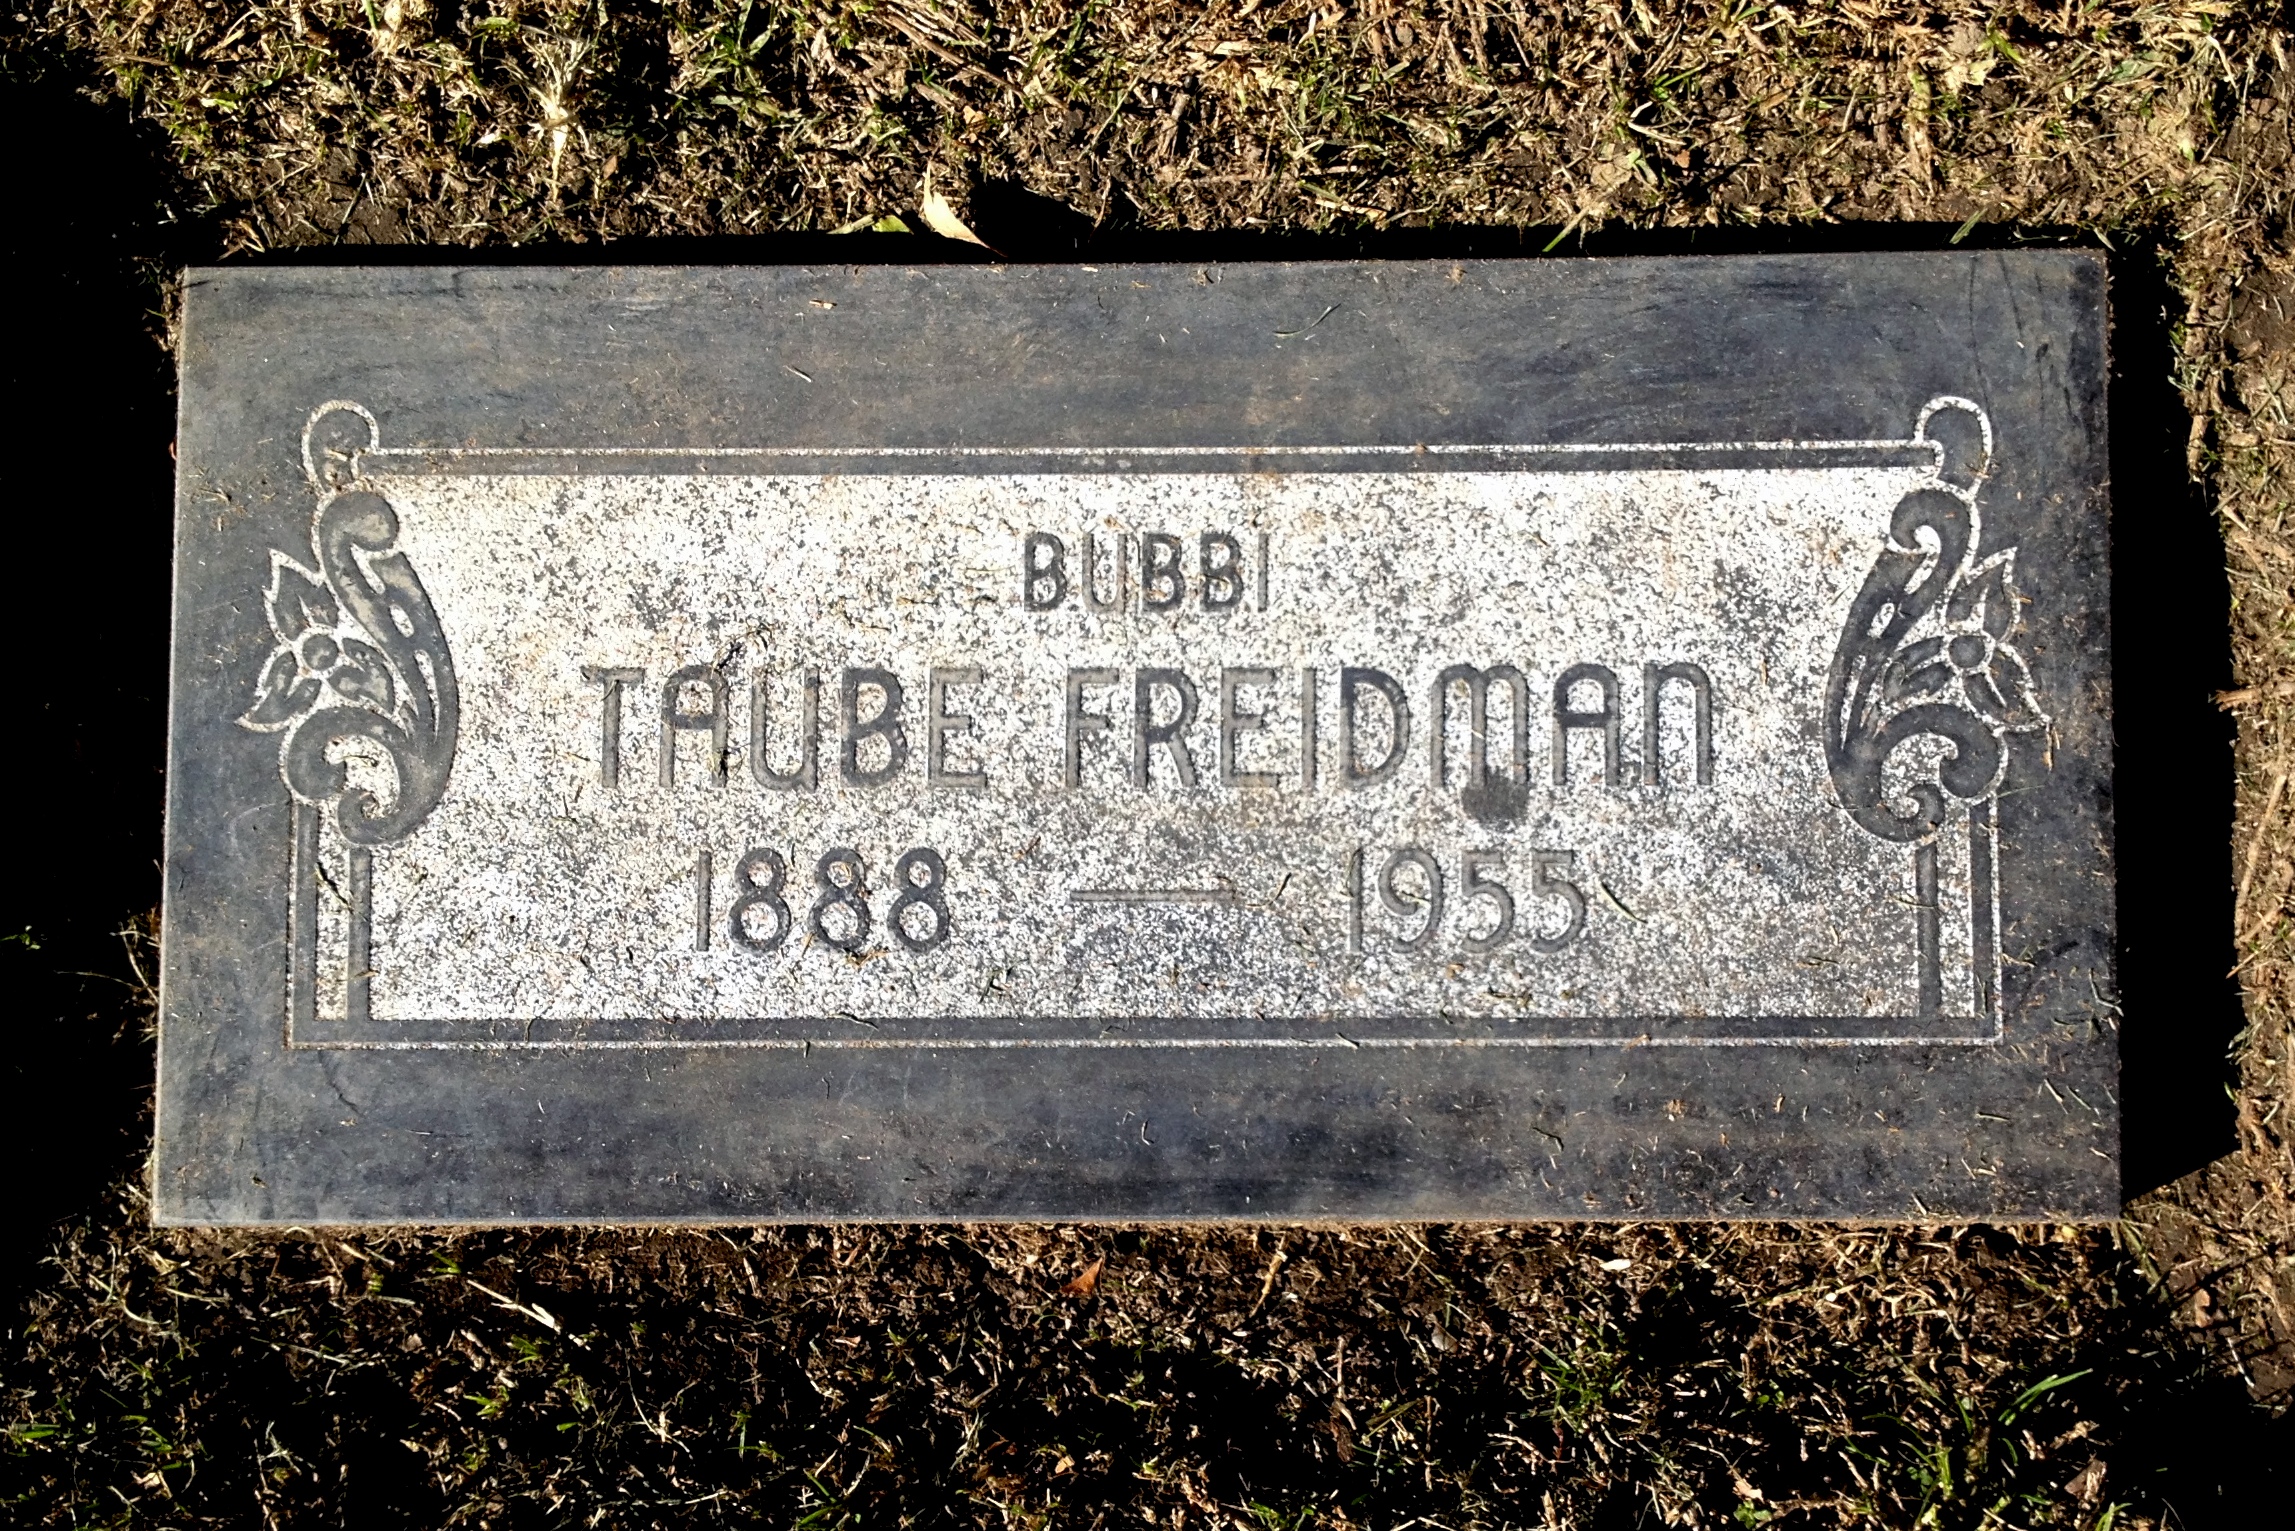 BUBBI
TAUBE FREIDMAN
1888 — 1955